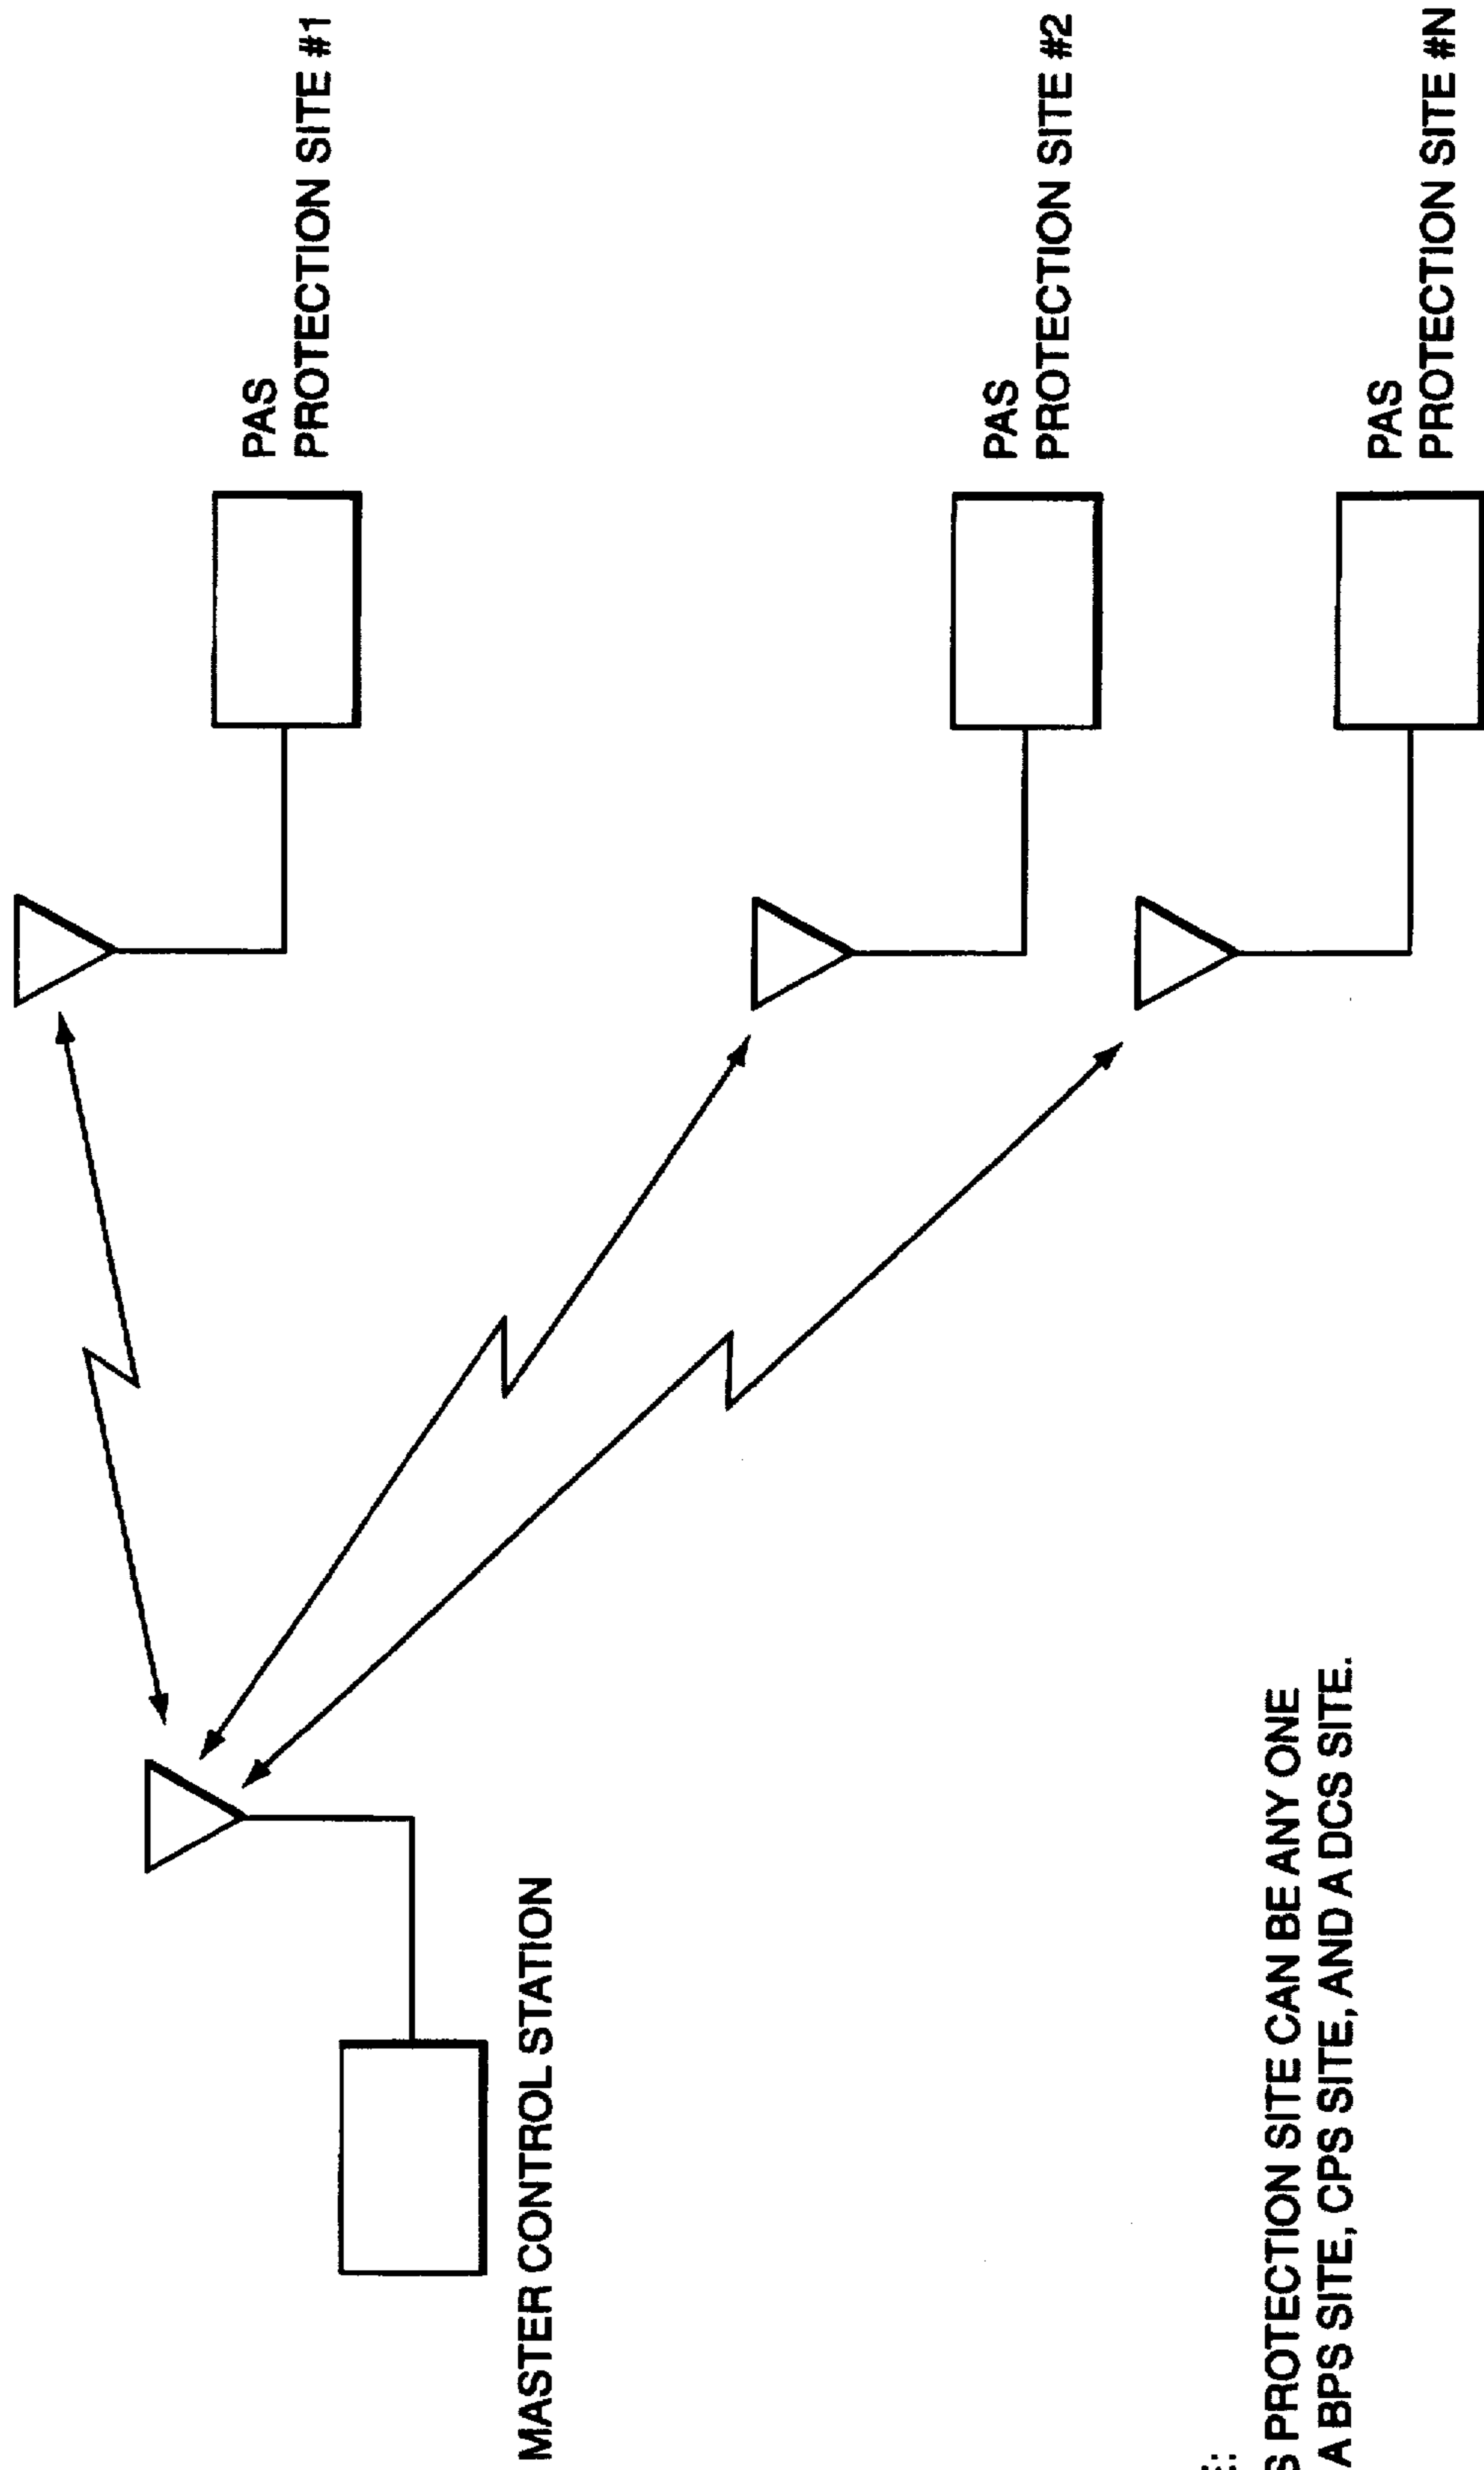 PAS
PROTECTION SITE #1
PAS
PROTECTION SITE #2
PAS
PROTECTION SITE #N
MASTER CONTROL STATION
PROTECTION SITE CAN BE ANY ONE
A BPS SITE, CPS SITE, AND A DCS SITE.